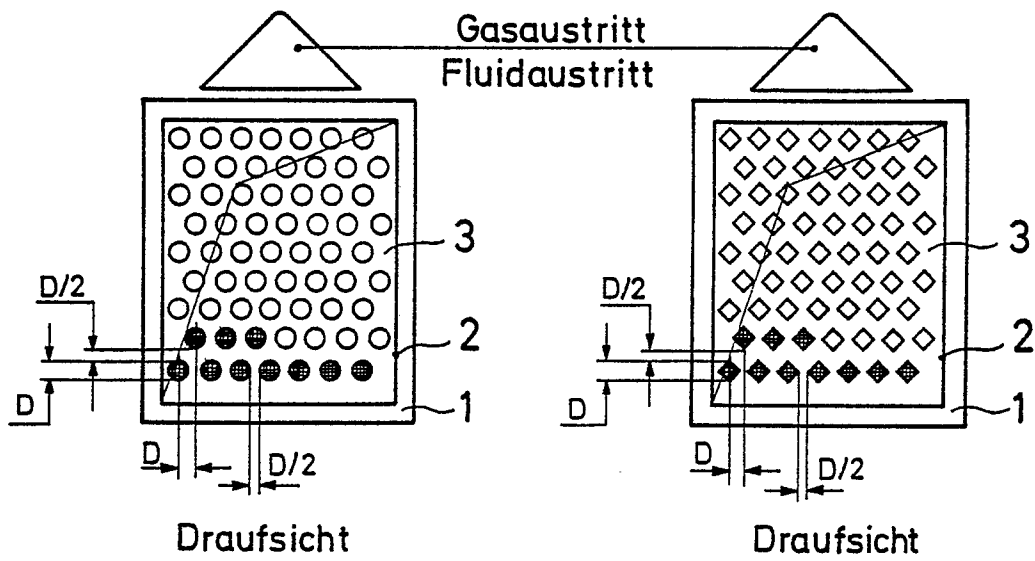 Gasaustritt
Fluidaustritt
3
3
D/2
D/2
2
2
D
1
D
1
D
D/2
D
D/2
Draufsicht
Draufsicht